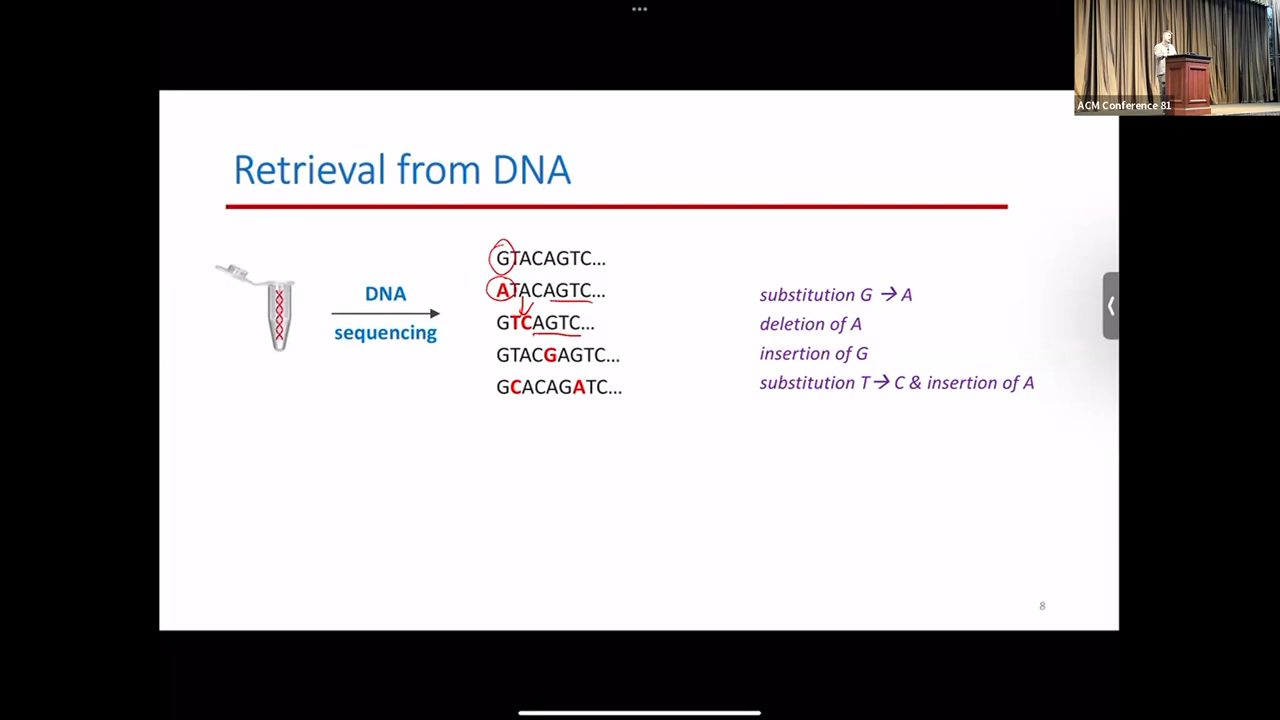 ACM Conference 81
Retrieval from DNA
DNA
sequencing
GTACAGTC...
ATACAGTC...
GTCAGTC...
GTACGAGTC...
GCACAGATC...
substitution G → A
deletion of A
insertion of G
substitution T → C & insertion of A
8